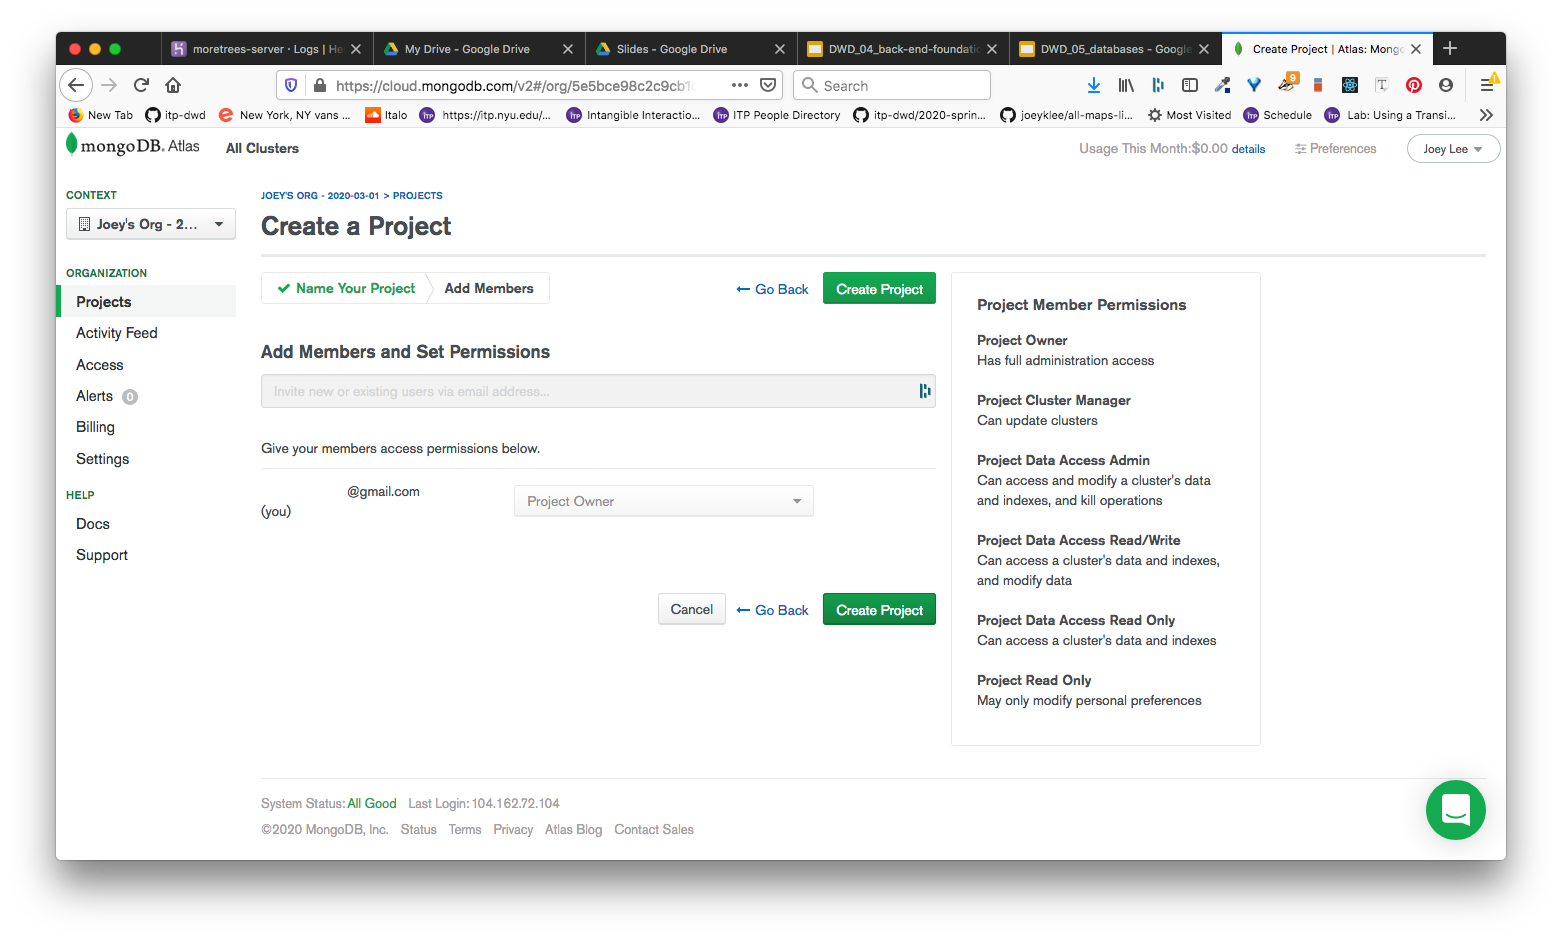 moretrees-server · Logs | He
My Drive - Google Drive
Slides - Google Drive
DWD_04_back-end-foundatio
DWD_05_databases - Google
Create Project | Atlas: Mongo
https://cloud.mongodb.com/v2#/org/5e5bce98c2c9cb1
Search
9
New Tab
itp-dwd
New York, NY vans ...
Italo
https://itp.nyu.edu/...
Intangible Interactio...
ITP People Directory
itp-dwd/2020-sprin...
joeyklee/all-maps-li...
Most Visited
Schedule
Lab: Using a Transi...
mongoDB. Atlas
All Clusters
Usage This Month:$0.00 details
Preferences
Joey Lee
CONTEXT
Joey's Org - 2...
ORGANIZATION
Projects
Activity Feed
Access
Alerts 0
Billing
Settings
HELP
Docs
Support
JOEY'S ORG - 2020-03-01 > PROJECTS
Create a Project
Name Your Project
Add Members
Go Back
Create Project
Add Members and Set Permissions
Invite new or existing users via email address...
Give your members access permissions below.
@gmail.com
(you)
Project Owner
Cancel
Go Back
Create Project
Project Member Permissions
Project Owner
Has full administration access
Project Cluster Manager
Can update clusters
Project Data Access Admin
Can access and modify a cluster's data
and indexes, and kill operations
Project Data Access Read/Write
Can access a cluster's data and indexes,
and modify data
Project Data Access Read Only
Can access a cluster's data and indexes
Project Read Only
May only modify personal preferences
System Status: All Good Last Login: 104.162.72.104
©2020 MongoDB, Inc. Status Terms Privacy Atlas Blog Contact Sales